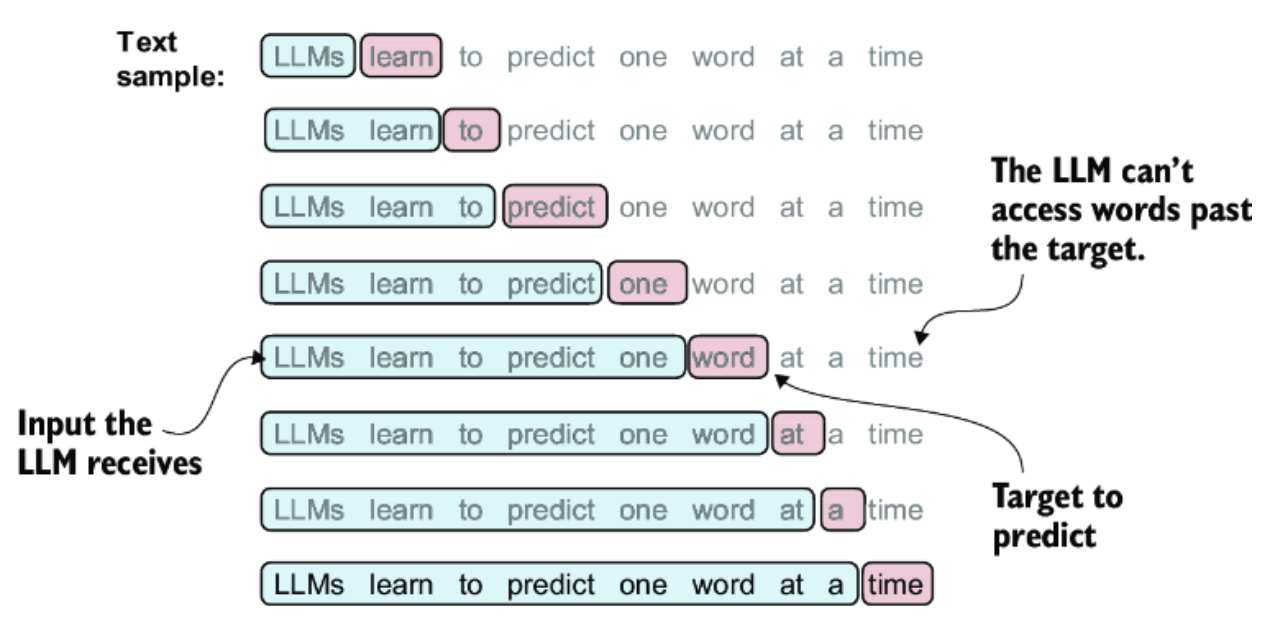 Text
sample:
LLMs learn to predict one word at a time
LLMs learn to predict one word at a time
LLMs learn to predict one word at a time
LLMs learn to predict one word at a time
LLMs learn to predict one word at a time
LLMs learn to predict one word at a time
LLMs learn to predict one word at a time
LLMs learn to predict one word at a time
The LLM can’t
access words past
the target.
Input the
LLM receives
Target to
predict